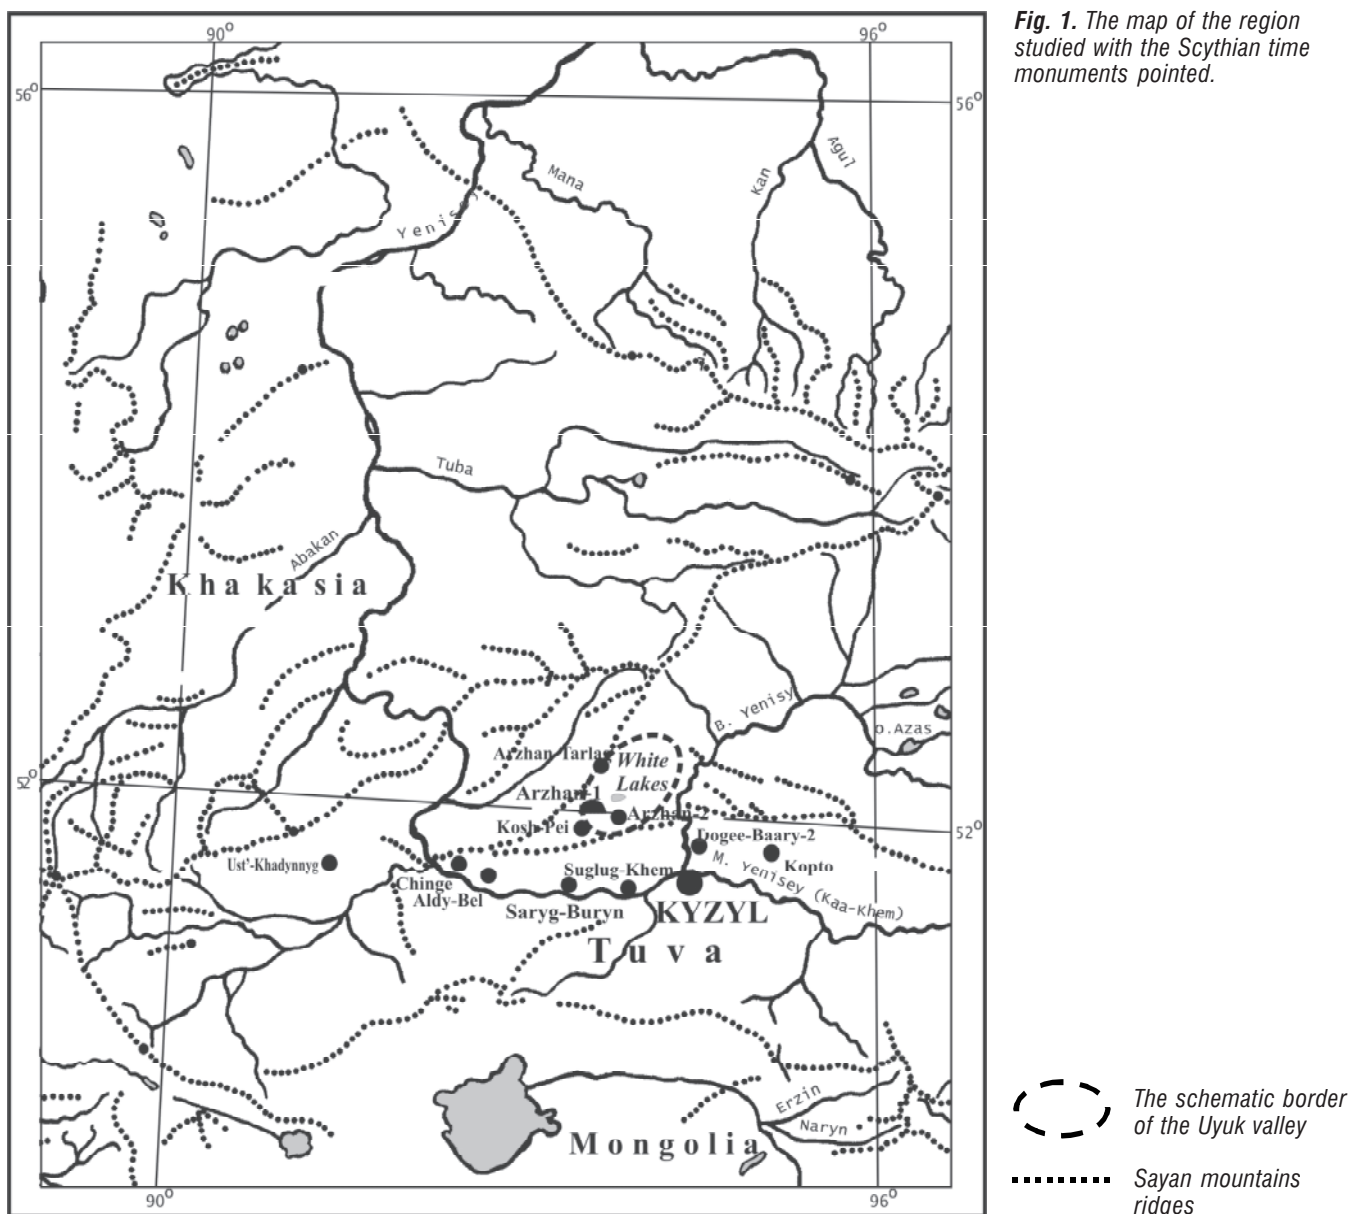 90°
96°
Fig. 1. The map of the region
studied with the Scythian time
monuments pointed.
56°
56°
Agul
Mana
Kan
Yenisey
Tuba
Abakan
Khakasia
B. Yenisy
O.Azas
Arzhan-Tarlag
White
Lakes
52°
Arzhan-1
Arzhan-2
Kosh-Pei
52°
Dogee-Baary-2
Ust'-Khadynnyg
Suglug-Khem
Kopto
M. Yenisey (Kaa-Khem)
Chinge
Aldy-Bel
Saryg-Buryn
KYZYL
Tuva
Erzin
The schematic border
of the Uyuk valley
Naryn
Mongolia
Sayan mountains
ridges
90°
96°